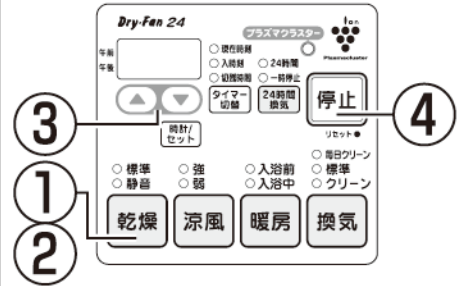 Dry-Fan 24
プラズマクラスター
ion
Plasmacluster
午前
午後
○現在時刻
○入時刻 ○24時間
○切時間 ○一時停止
タイマー切替
24時間換気
停止
リセット●
▲ ▼
時計/セット
③
④
①
②
○標準 ○強 ○入浴前 ○毎日クリーン
○静音 ○弱 ○入浴中 ○標準
○クリーン
乾燥 涼風 暖房 換気